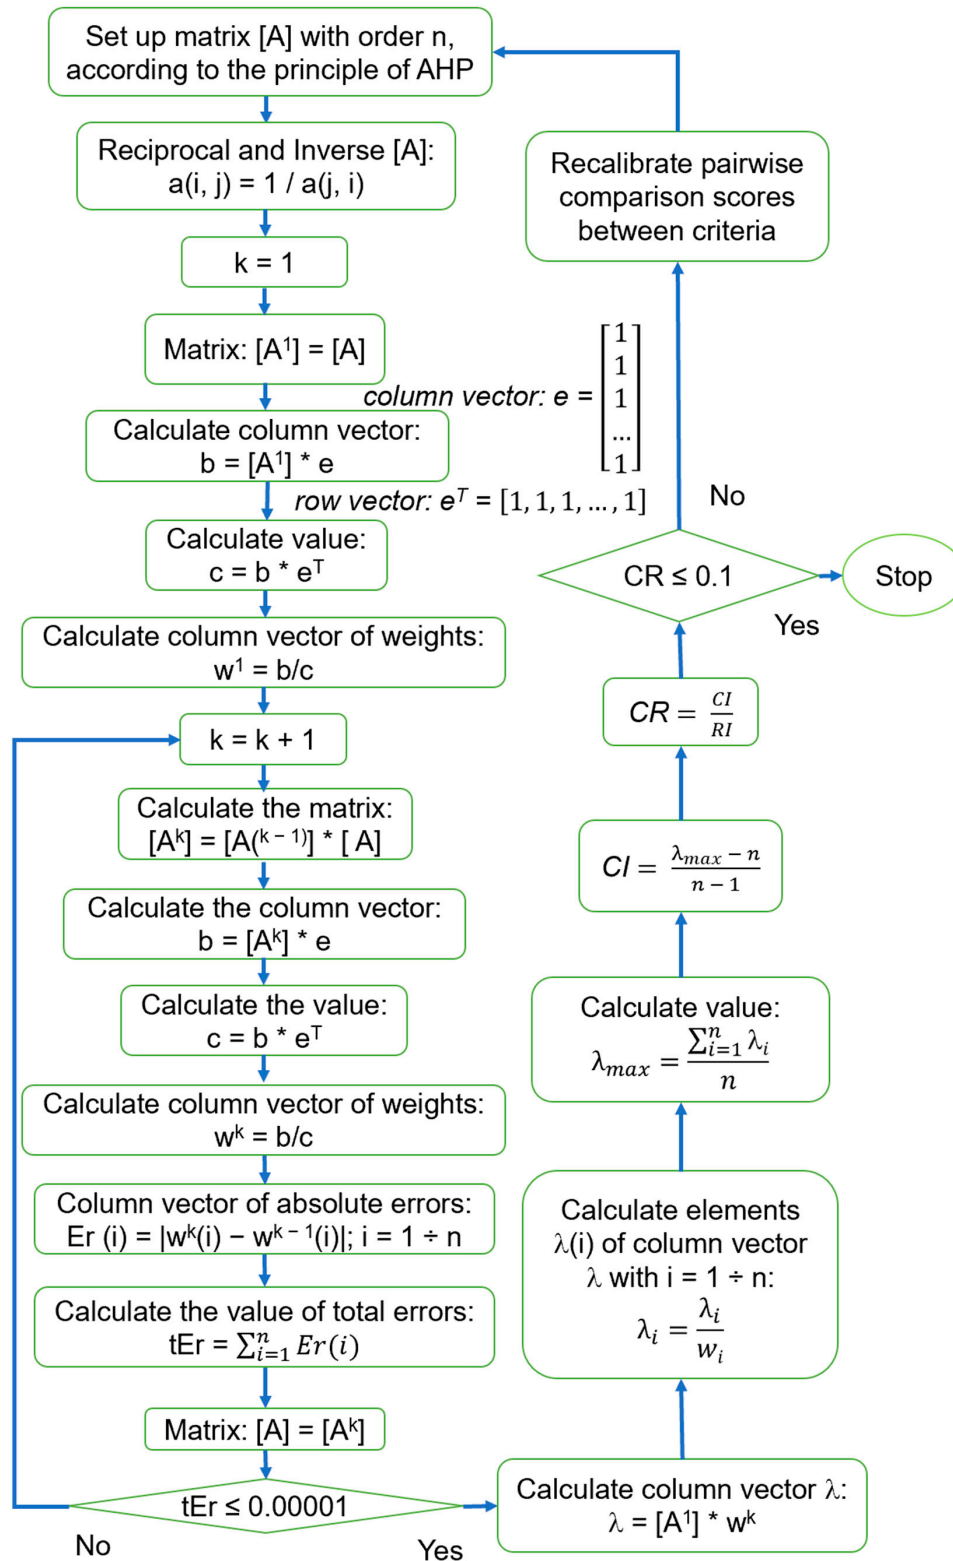 Set up matrix [A] with order n,
according to the principle of AHP
Reciprocal and Inverse [A]:
a(i, j) = 1 / a(j, i)
k = 1
Matrix: [A¹] = [A]
column vector: e = [1 1 1 ... 1]
Calculate column vector:
b = [A¹] * e
row vector: eᵀ = [1, 1, 1, ..., 1]
Calculate value:
c = b * eᵀ
Calculate column vector of weights:
w¹ = b/c
k = k + 1
Calculate the matrix:
[Aᵏ] = [A(ᵏ ⁻ ¹⁾] * [ A]
Calculate the column vector:
b = [Aᵏ] * e
Calculate the value:
c = b * eᵀ
Calculate column vector of weights:
wᵏ = b/c
Column vector of absolute errors:
Er (i) = |wᵏ(i) − wᵏ ⁻ ¹(i)|; i = 1 ÷ n
Calculate the value of total errors:
tEr = ∑ⁿᵢ₌₁ Er(i)
Matrix: [A] = [Aᵏ]
tEr ≤ 0.00001
No
Yes
Calculate column vector λ:
λ = [A¹] * wᵏ
Calculate elements
λ(i) of column vector
λ with i = 1 ÷ n:
λᵢ = λᵢ / wᵢ
Calculate value:
λₘₐₓ = ∑ⁿᵢ₌₁ λᵢ / n
CI = λₘₐₓ − n / n − 1
CR = CI / RI
CR ≤ 0.1
Yes
Stop
No
Recalibrate pairwise
comparison scores
between criteria